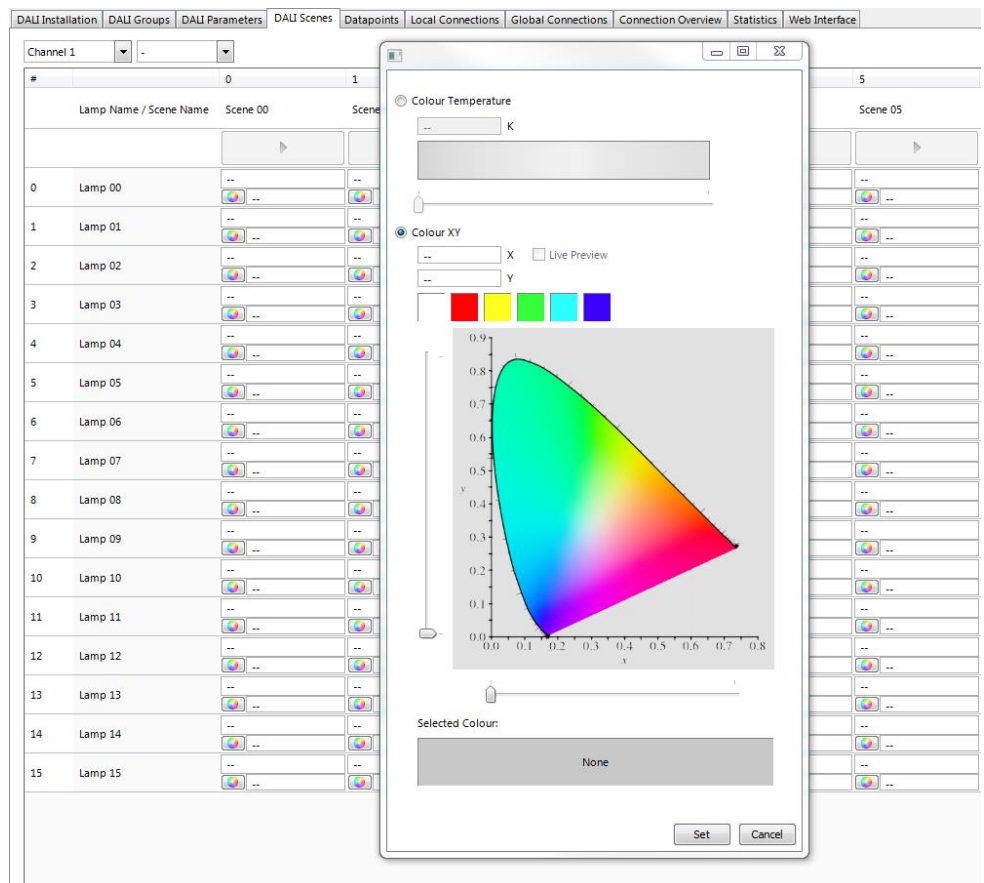 DALI Installation DALI Groups DALI Parameters DALI Scenes Datapoints Local Connections Global Connections Connection Overview Statistics Web Interface
Channel 1 -
# 0 1 5
Lamp Name / Scene Name Scene 00 Scene Scene 05
0 Lamp 00 -- -- --
-- --
1 Lamp 01 -- -- --
-- --
2 Lamp 02 -- -- --
-- --
3 Lamp 03 -- -- --
-- --
4 Lamp 04 -- -- --
-- --
5 Lamp 05 -- -- --
-- --
6 Lamp 06 -- -- --
-- --
7 Lamp 07 -- -- --
-- --
8 Lamp 08 -- -- --
-- --
9 Lamp 09 -- -- --
-- --
10 Lamp 10 -- -- --
-- --
11 Lamp 11 -- -- --
-- --
12 Lamp 12 -- -- --
-- --
13 Lamp 13 -- -- --
-- --
14 Lamp 14 -- -- --
-- --
15 Lamp 15 -- -- --
-- --
Colour Temperature
-- K
Colour XY
-- X Live Preview
-- Y
0.9
0.8
0.7
0.6
0.5
y
0.4
0.3
0.2
0.1
0.0
0.0 0.1 0.2 0.3 0.4 0.5 0.6 0.7 0.8
x
Selected Colour:
None
Set Cancel